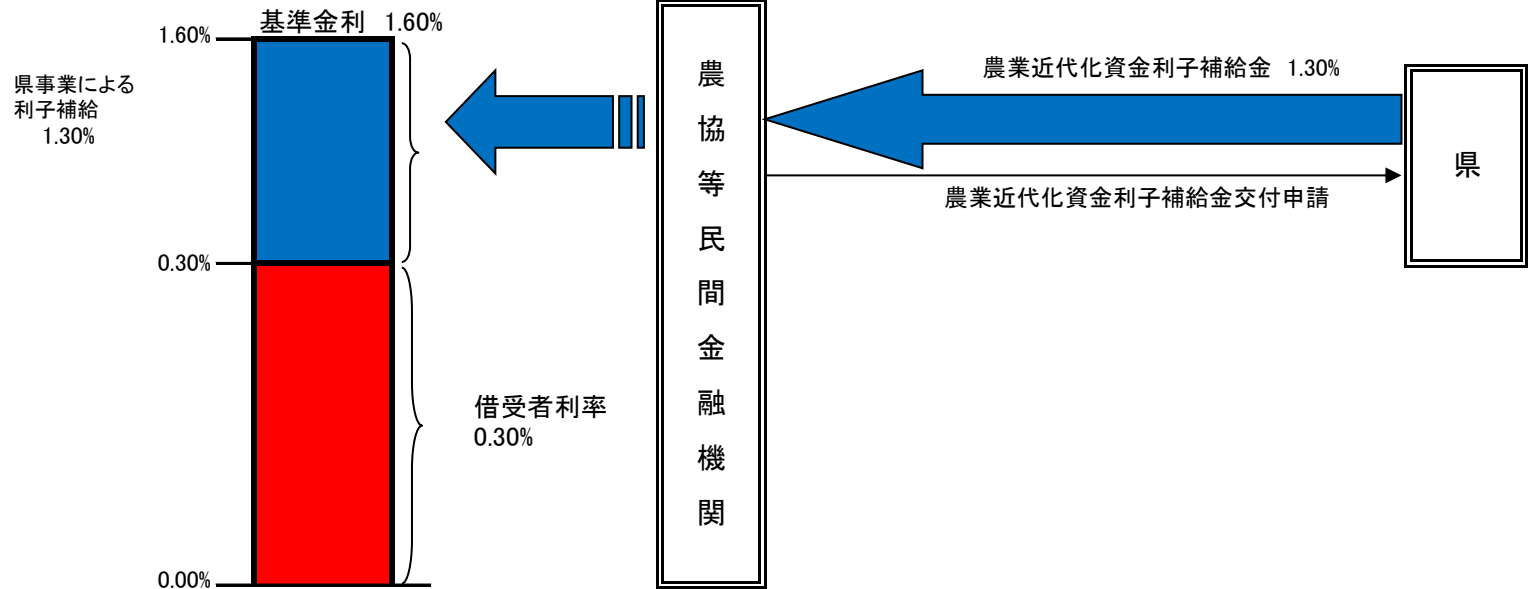 基準金利 1.60%
1.60%
県事業による
利子補給
1.30%
0.30%
借受者利率
0.30%
0.00%
農協等民間金融機関
農業近代化資金利子補給金 1.30%
農業近代化資金利子補給金交付申請
県